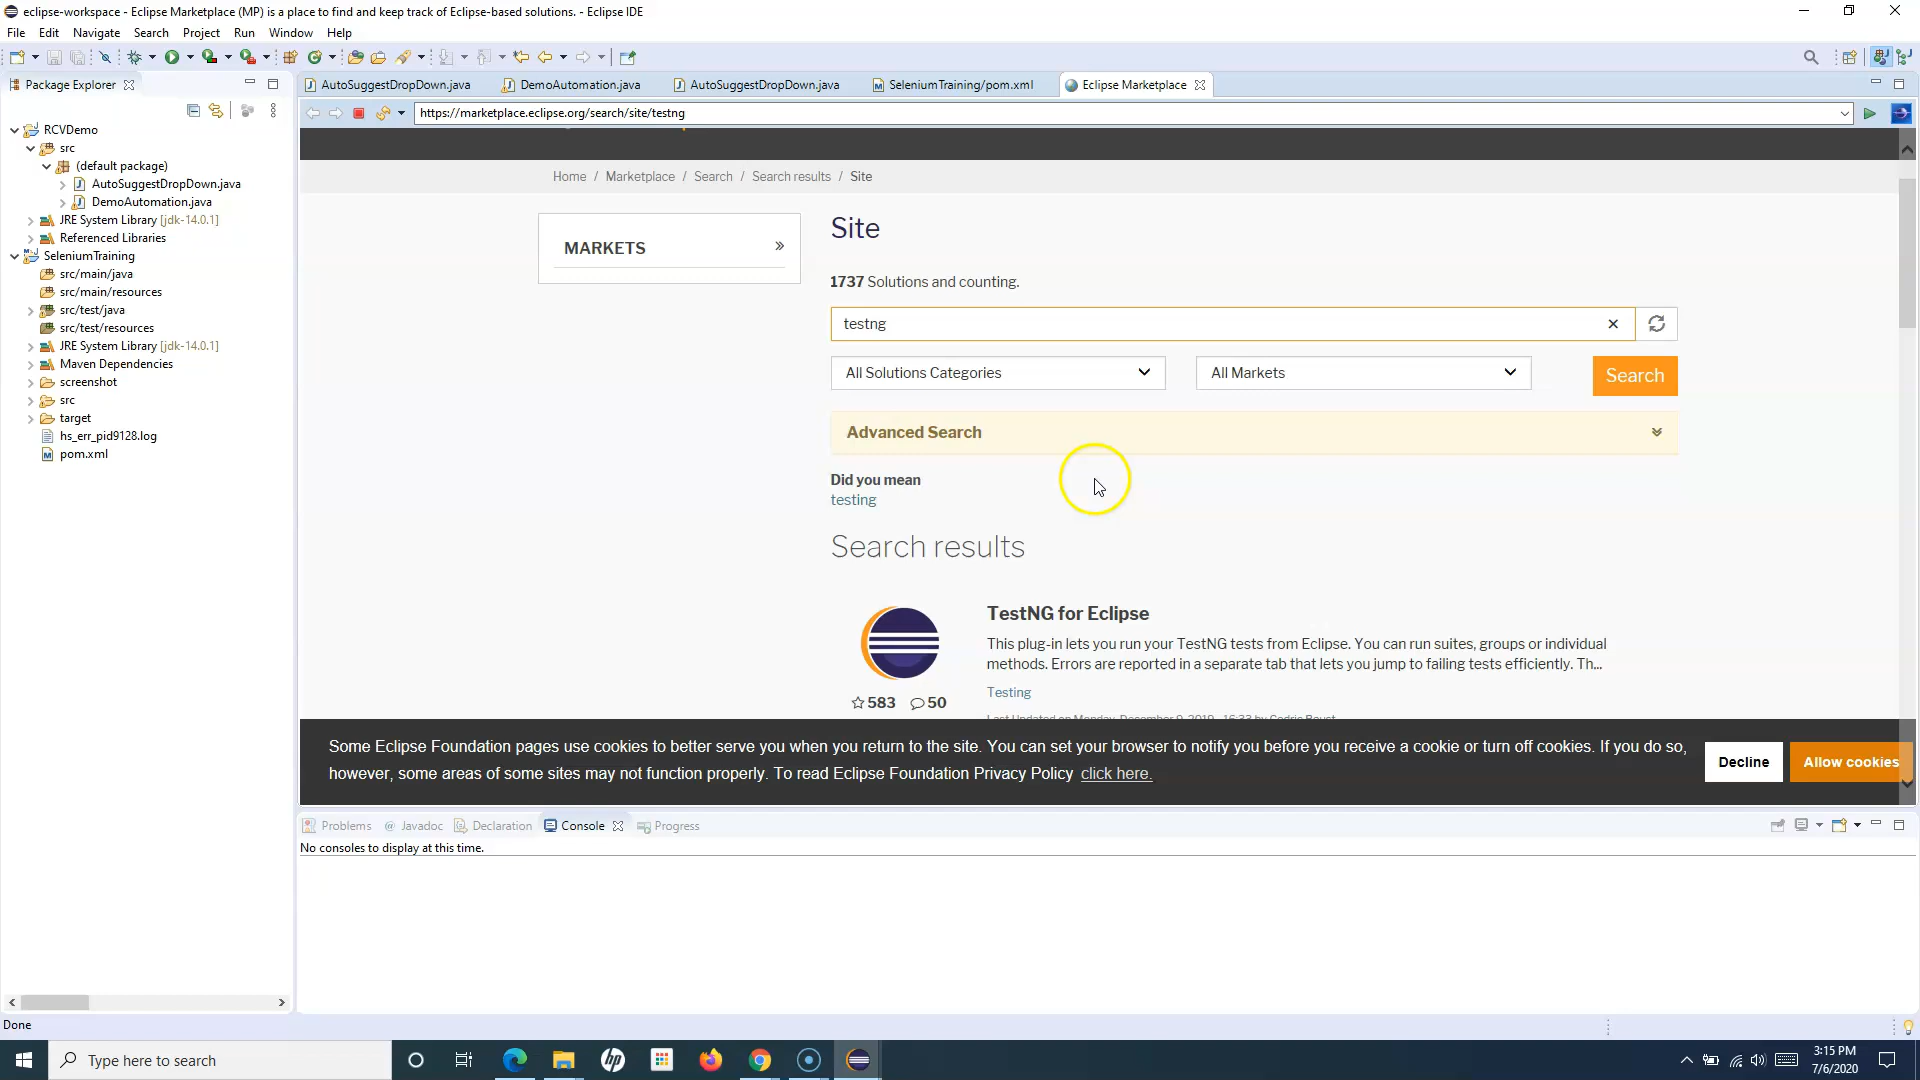 eclipse-workspace - Eclipse Marketplace (MP) is a place to find and keep track of Eclipse-based solutions. - Eclipse IDE
File Edit Navigate Search Project Run Window Help
Package Explorer
AutoSuggestDropDown.java DemoAutomation.java AutoSuggestDropDown.java SeleniumTraining/pom.xml Eclipse Marketplace
https://marketplace.eclipse.org/search/site/testng
RCVDemo
src
(default package)
AutoSuggestDropDown.java
DemoAutomation.java
JRE System Library [jdk-14.0.1]
Referenced Libraries
SeleniumTraining
src/main/java
src/main/resources
src/test/java
src/test/resources
JRE System Library [jdk-14.0.1]
Maven Dependencies
screenshot
src
target
hs_err_pid9128.log
pom.xml
Home / Marketplace / Search / Search results / Site
MARKETS
Site
1737 Solutions and counting.
testng
All Solutions Categories All Markets Search
Advanced Search
Did you mean
testing
Search results
TestNG for Eclipse
This plug-in lets you run your TestNG tests from Eclipse. You can run suites, groups or individual
methods. Errors are reported in a separate tab that lets you jump to failing tests efficiently. Th...
Testing
583 50
Last Updated on Monday, December 9, 2019 - 16:33 by Cedric Beust
Some Eclipse Foundation pages use cookies to better serve you when you return to the site. You can set your browser to notify you before you receive a cookie or turn off cookies. If you do so,
however, some areas of some sites may not function properly. To read Eclipse Foundation Privacy Policy click here.
Decline Allow cookies
Problems Javadoc Declaration Console Progress
No consoles to display at this time.
Done
Type here to search
3:15 PM
7/6/2020